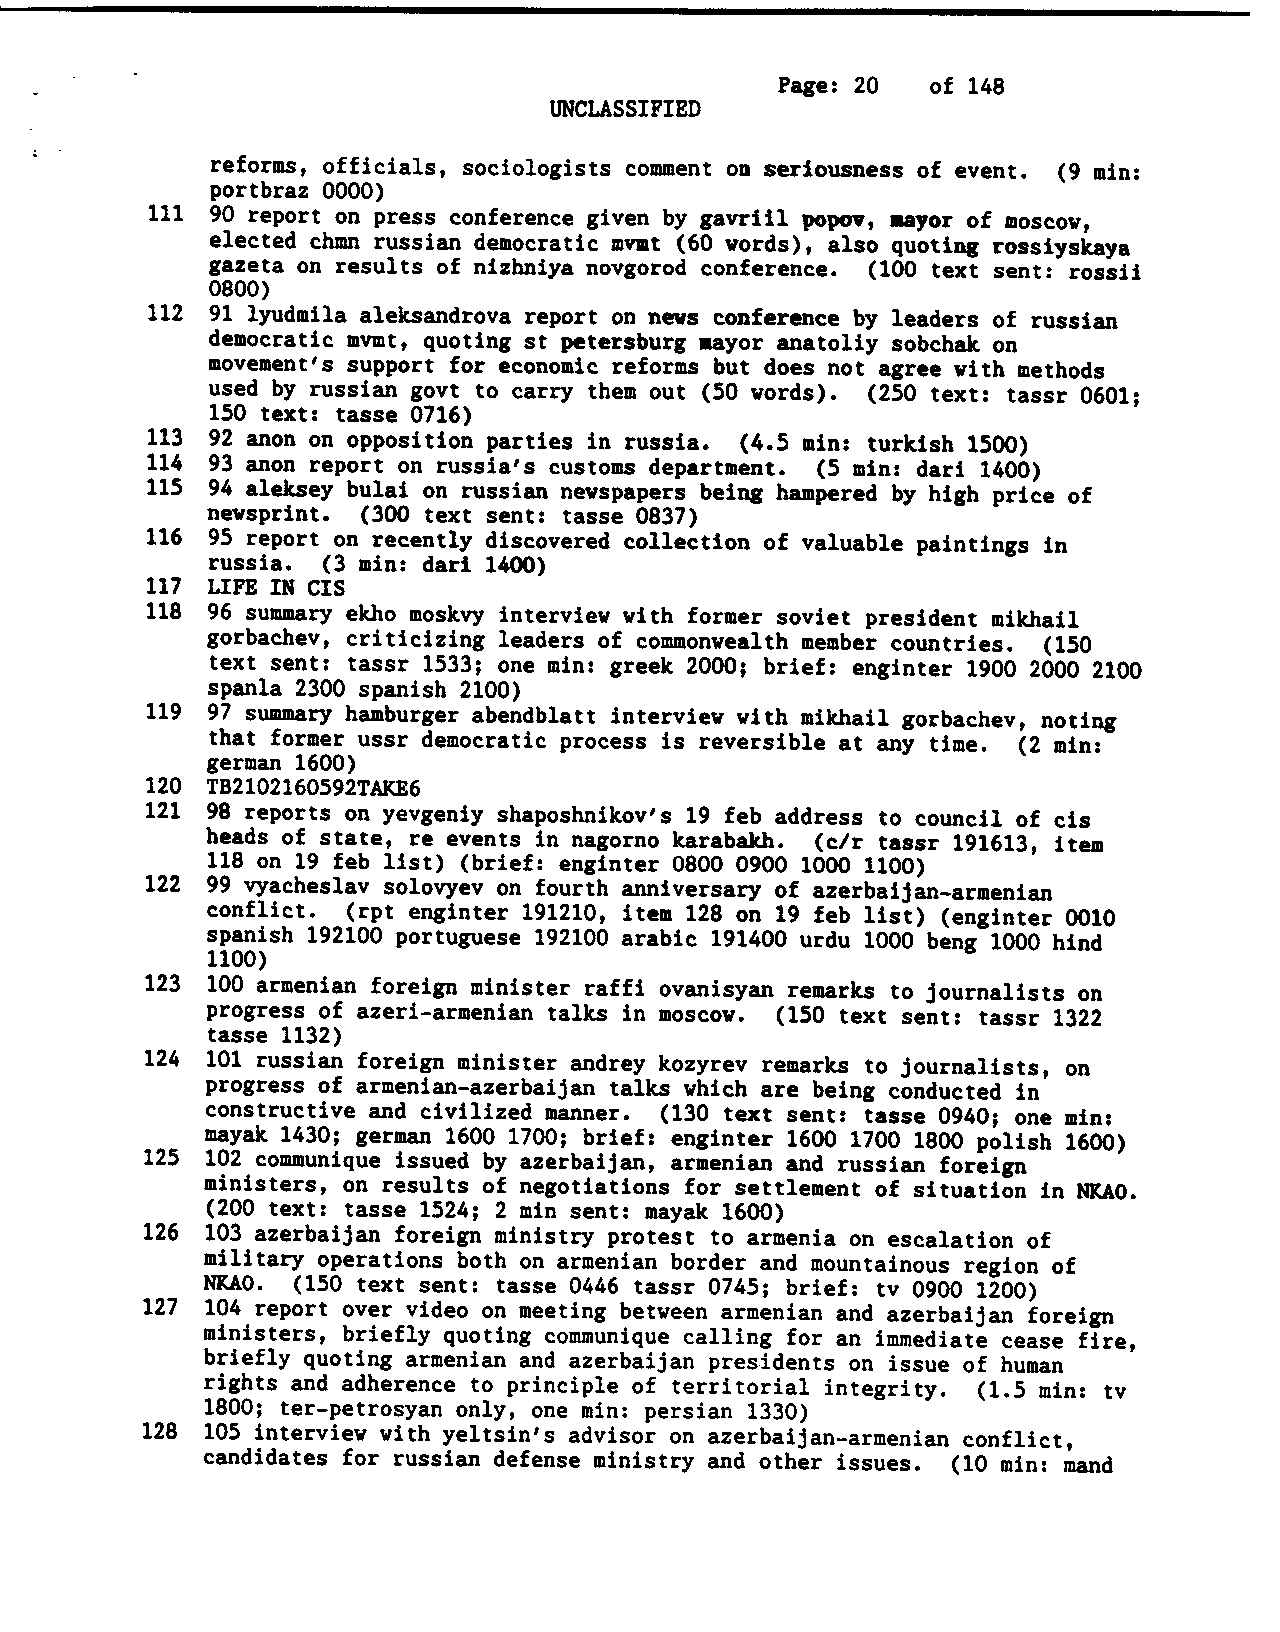 Page: 20 of 148
UNCLASSIFIED
reforms, officials, sociologists comment on seriousness of event. (9 min:
portbraz 0000)
111 90 report on press conference given by gavriil popov, mayor of moscow,
elected chmn russian democratic mvmt (60 words), also quoting rossiyskaya
gazeta on results of nizhniya novgorod conference. (100 text sent: rossii
0800)
112 91 lyudmila aleksandrova report on news conference by leaders of russian
democratic mvmt, quoting st petersburg mayor anatoliy sobchak on
movement's support for economic reforms but does not agree with methods
used by russian govt to carry them out (50 words). (250 text: tassr 0601;
150 text: tasse 0716)
113 92 anon on opposition parties in russia. (4.5 min: turkish 1500)
114 93 anon report on russia's customs department. (5 min: dari 1400)
115 94 aleksey bulai on russian newspapers being hampered by high price of
newsprint. (300 text sent: tasse 0837)
116 95 report on recently discovered collection of valuable paintings in
russia. (3 min: dari 1400)
117 LIFE IN CIS
118 96 summary ekho moskvy interview with former soviet president mikhail
gorbachev, criticizing leaders of commonwealth member countries. (150
text sent: tassr 1533; one min: greek 2000; brief: enginter 1900 2000 2100
spanla 2300 spanish 2100)
119 97 summary hamburger abendblatt interview with mikhail gorbachev, noting
that former ussr democratic process is reversible at any time. (2 min:
german 1600)
120 TB2102160592TAKE6
121 98 reports on yevgeniy shaposhnikov's 19 feb address to council of cis
heads of state, re events in nagorno karabakh. (c/r tassr 191613, item
118 on 19 feb list) (brief: enginter 0800 0900 1000 1100)
122 99 vyacheslav solovyev on fourth anniversary of azerbaijan-armenian
conflict. (rpt enginter 191210, item 128 on 19 feb list) (enginter 0010
spanish 192100 portuguese 192100 arabic 191400 urdu 1000 beng 1000 hind
1100)
123 100 armenian foreign minister raffi ovanisyan remarks to journalists on
progress of azeri-armenian talks in moscow. (150 text sent: tassr 1322
tasse 1132)
124 101 russian foreign minister andrey kozyrev remarks to journalists, on
progress of armenian-azerbaijan talks which are being conducted in
constructive and civilized manner. (130 text sent: tasse 0940; one min:
mayak 1430; german 1600 1700; brief: enginter 1600 1700 1800 polish 1600)
125 102 communique issued by azerbaijan, armenian and russian foreign
ministers, on results of negotiations for settlement of situation in NKAO.
(200 text: tasse 1524; 2 min sent: mayak 1600)
126 103 azerbaijan foreign ministry protest to armenia on escalation of
military operations both on armenian border and mountainous region of
NKAO. (150 text sent: tasse 0446 tassr 0745; brief: tv 0900 1200)
127 104 report over video on meeting between armenian and azerbaijan foreign
ministers, briefly quoting communique calling for an immediate cease fire,
briefly quoting armenian and azerbaijan presidents on issue of human
rights and adherence to principle of territorial integrity. (1.5 min: tv
1800; ter-petrosyan only, one min: persian 1330)
128 105 interview with yeltsin's advisor on azerbaijan-armenian conflict,
candidates for russian defense ministry and other issues. (10 min: mand